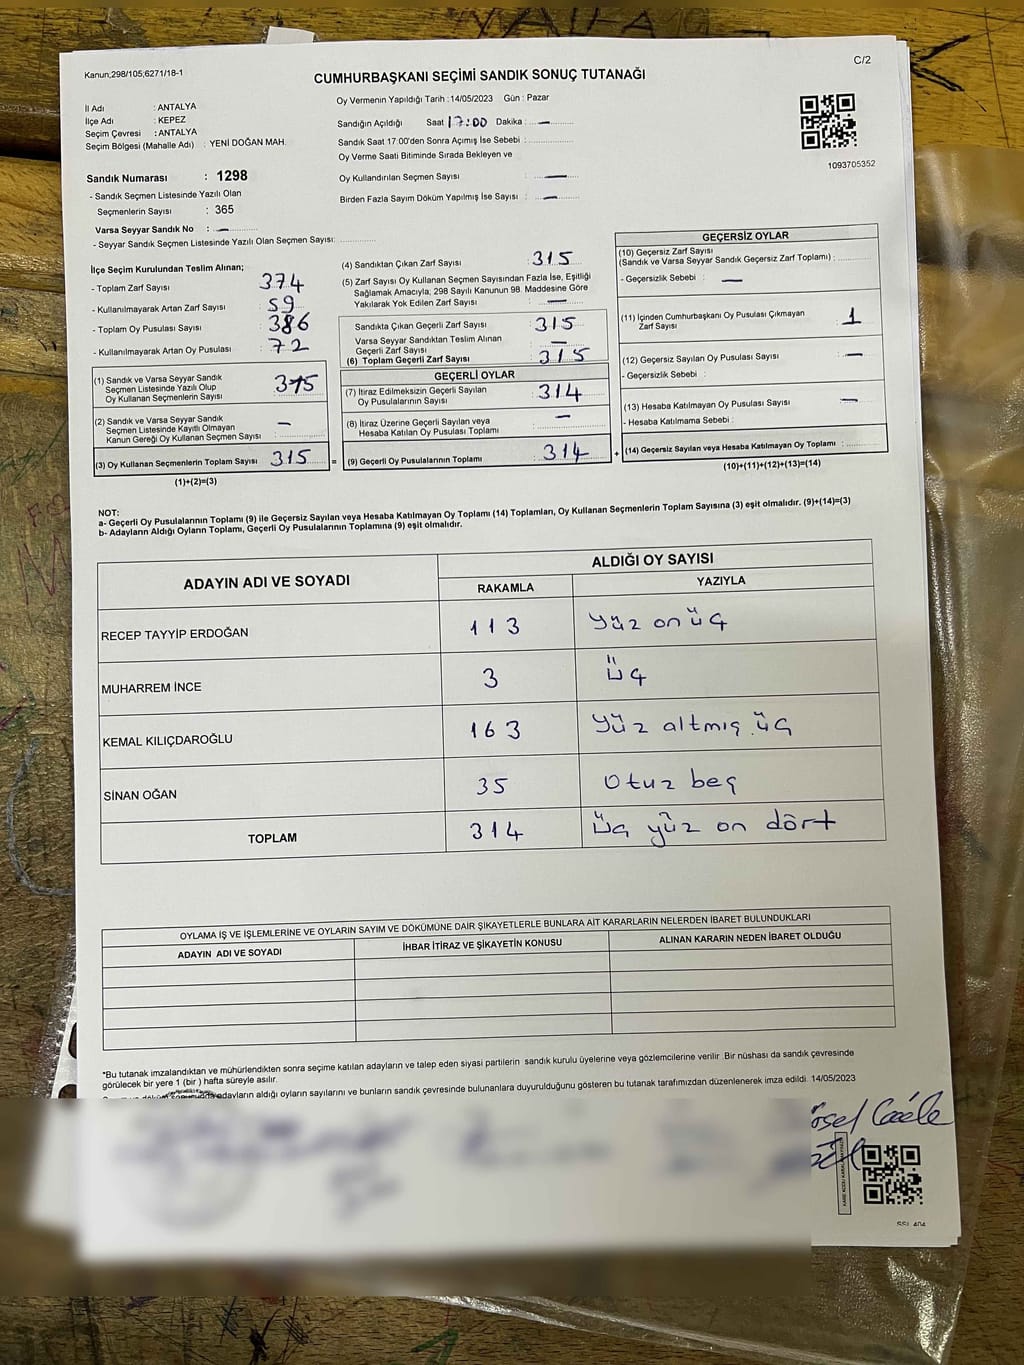 Kanun;298/105;6271/18-1
C/2
CUMHURBAŞKANI SEÇİMİ SANDIK SONUÇ TUTANAĞI
İl Adı : ANTALYA
İlçe Adı : KEPEZ
Seçim Çevresi : ANTALYA
Seçim Bölgesi (Mahalle Adı) : YENİ DOĞAN MAH.
Sandık Numarası : 1298
- Sandık Seçmen Listesinde Yazılı Olan
Seçmenlerin Sayısı : 365
Varsa Seyyar Sandık No : —
- Seyyar Sandık Seçmen Listesinde Yazılı Olan Seçmen Sayısı:
Oy Vermenin Yapıldığı Tarih :14/05/2023 Gün : Pazar
Sandığın Açıldığı Saat 17:00 Dakika : —
Sandık Saat 17:00'den Sonra Açımış İse Sebebi :
Oy Verme Saati Bitiminde Sırada Bekleyen ve
Oy Kullandırılan Seçmen Sayısı : —
Birden Fazla Sayım Döküm Yapılmış İse Sayısı : —
1093705352
İlçe Seçim Kurulundan Teslim Alınan;
- Toplam Zarf Sayısı : 374
- Kullanılmayarak Artan Zarf Sayısı : 59
- Toplam Oy Pusulası Sayısı : 386
- Kullanılmayarak Artan Oy Pusulası : 72
(1) Sandık ve Varsa Seyyar Sandık
Seçmen Listesinde Yazılı Olup
Oy Kullanan Seçmenlerin Sayısı : 315
(2) Sandık ve Varsa Seyyar Sandık
Seçmen Listesinde Kayıtlı Olmayan
Kanun Gereği Oy Kullanan Seçmen Sayısı : —
(3) Oy Kullanan Seçmenlerin Toplam Sayısı : 315 =
(1)+(2)=(3)
(4) Sandıktan Çıkan Zarf Sayısı : 315
(5) Zarf Sayısı Oy Kullanan Seçmen Sayısından Fazla İse, Eşitliği
Sağlamak Amacıyla; 298 Sayılı Kanunun 98. Maddesine Göre
Yakılarak Yok Edilen Zarf Sayısı : —
Sandıkta Çıkan Geçerli Zarf Sayısı : 315
Varsa Seyyar Sandıktan Teslim Alınan
Geçerli Zarf Sayısı : —
(6) Toplam Geçerli Zarf Sayısı : 315
GEÇERLİ OYLAR
(7) İtiraz Edilmeksizin Geçerli Sayılan
Oy Pusulalarının Sayısı : 314
(8) İtiraz Üzerine Geçerli Sayılan veya
Hesaba Katılan Oy Pusulası Toplamı : —
(9) Geçerli Oy Pusulalarının Toplamı : 314 +
GEÇERSİZ OYLAR
(10) Geçersiz Zarf Sayısı
(Sandık ve Varsa Seyyar Sandık Geçersiz Zarf Toplamı) :
- Geçersizlik Sebebi : —
(11) İçinden Cumhurbaşkanı Oy Pusulası Çıkmayan
Zarf Sayısı : 1
(12) Geçersiz Sayılan Oy Pusulası Sayısı : —
- Geçersizlik Sebebi :
(13) Hesaba Katılmayan Oy Pusulası Sayısı : —
- Hesaba Katılmama Sebebi :
(14) Geçersiz Sayılan veya Hesaba Katılmayan Oy Toplamı :
(10)+(11)+(12)+(13)=(14)
NOT:
a- Geçerli Oy Pusulalarının Toplamı (9) ile Geçersiz Sayılan veya Hesaba Katılmayan Oy Toplamı (14) Toplamları, Oy Kullanan Seçmenlerin Toplam Sayısına (3) eşit olmalıdır. (9)+(14)=(3)
b- Adayların Aldığı Oyların Toplamı, Geçerli Oy Pusulalarının Toplamına (9) eşit olmalıdır.
ADAYIN ADI VE SOYADI ALDIĞI OY SAYISI
RAKAMLA YAZIYLA
RECEP TAYYİP ERDOĞAN 113 yüz on üç
MUHARREM İNCE 3 üç
KEMAL KILIÇDAROĞLU 163 yüz altmış üç
SİNAN OĞAN 35 otuz beş
TOPLAM 314 üç yüz on dört
OYLAMA İŞ VE İŞLEMLERİNE VE OYLARIN SAYIM VE DÖKÜMÜNE DAİR ŞİKAYETLERLE BUNLARA AİT KARARLARIN NELERDEN İBARET BULUNDUKLARI
ADAYIN ADI VE SOYADI İHBAR İTİRAZ VE ŞİKAYETİN KONUSU ALINAN KARARIN NEDEN İBARET OLDUĞU
*Bu tutanak imzalandıktan ve mühürlendikten sonra seçime katılan adayların ve talep eden siyasi partilerin sandık kurulu üyelerine veya gözlemcilerine verilir .Bir nüshası da sandık çevresinde
görülecek bir yere 1 (bir ) hafta süreyle asılır.
adayların aldığı oyların sayılarını ve bunların sandık çevresinde bulunanlara duyurulduğunu gösteren bu tutanak tarafımızdan düzenlenerek imza edildi. 14/05/2023